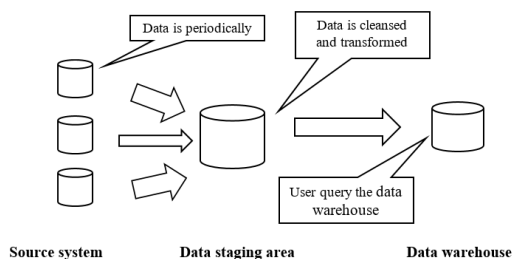 Data is periodically
Data is cleansed
and transformed
User query the data
warehouse
Source system
Data staging area
Data warehouse